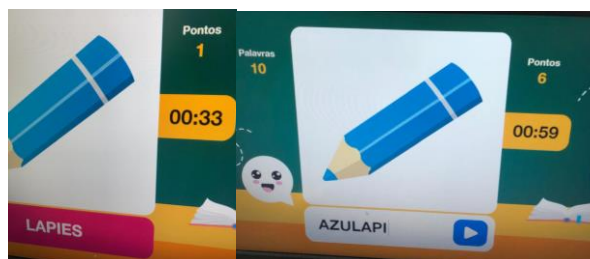 Pontos
1
00:33
LAPIES
Palavras
10
Pontos
6
00:59
AZULAPI